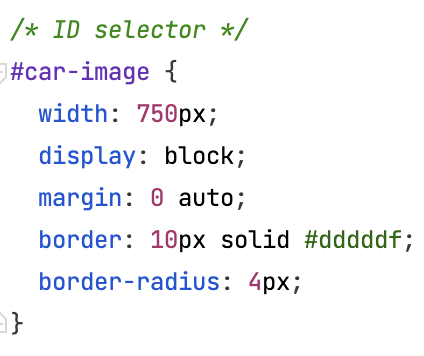 /* ID selector */
#car-image {
  width: 750px;
  display: block;
  margin: 0 auto;
  border: 10px solid #dddddf;
  border-radius: 4px;
}